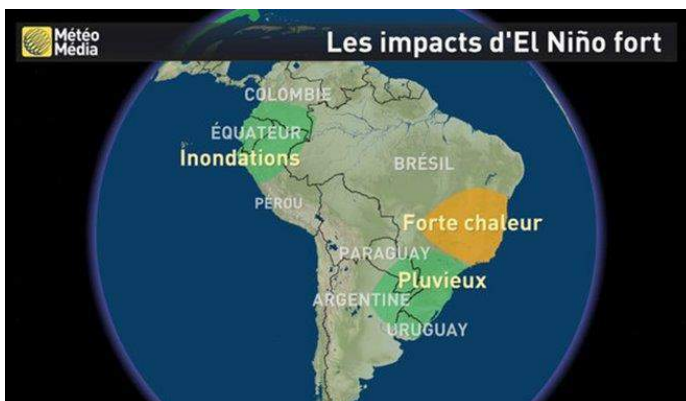 Météo
Média
Les impacts d'El Niño fort
COLOMBIE
ÉQUATEUR
Inondations
BRÉSIL
PÉROU
Forte chaleur
PARAGUAY
Pluvieux
ARGENTINE
URUGUAY